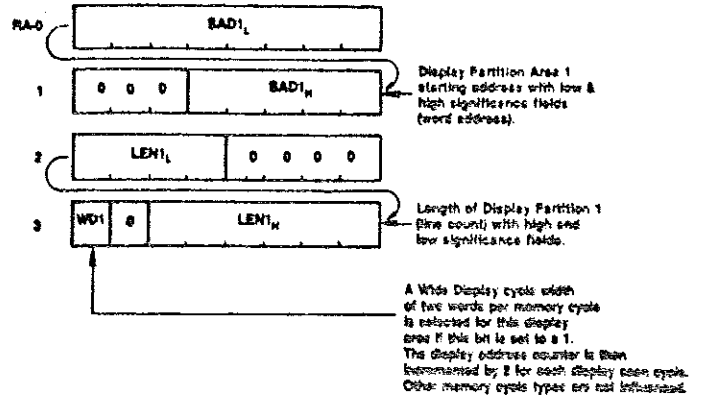 RA-0 SAD1L
1 0 0 0 SAD1H
Display Partition Area 1
starting address with low &
high significance fields
(word address).
2 LEN1L 0 0 0 0
3 WD1 0 LEN1H
Length of Display Partition 1
(line count) with high and
low significance fields.
A Wide Display cycle width
of two words per memory cycle
is selected for this display
area if this bit is set to a 1.
The display address counter is then
incremented by 2 for each display scan cycle.
Other memory cycle types are not influenced.